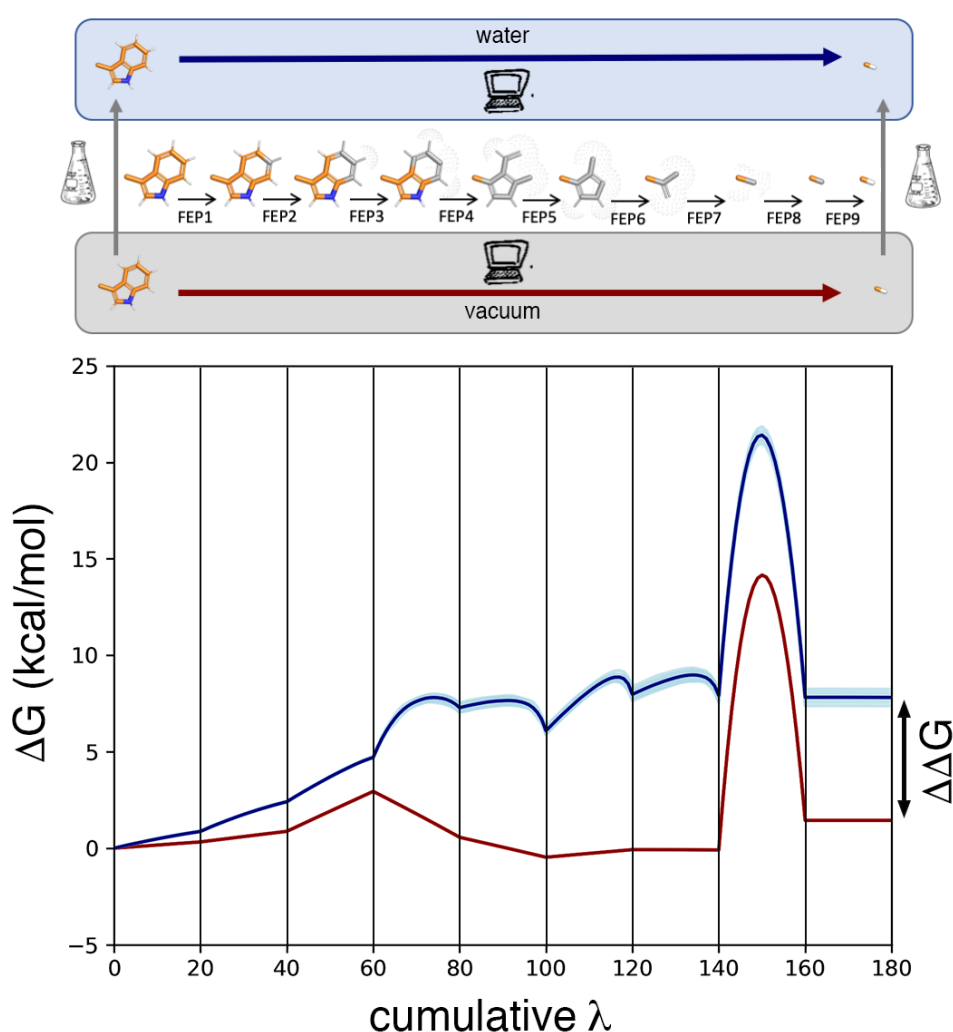 water
FEP1 FEP2 FEP3 FEP4 FEP5 FEP6 FEP7 FEP8 FEP9
vacuum
25
20
15
10
5
0
−5
ΔG (kcal/mol)
ΔΔG
0 20 40 60 80 100 120 140 160 180
cumulative λ